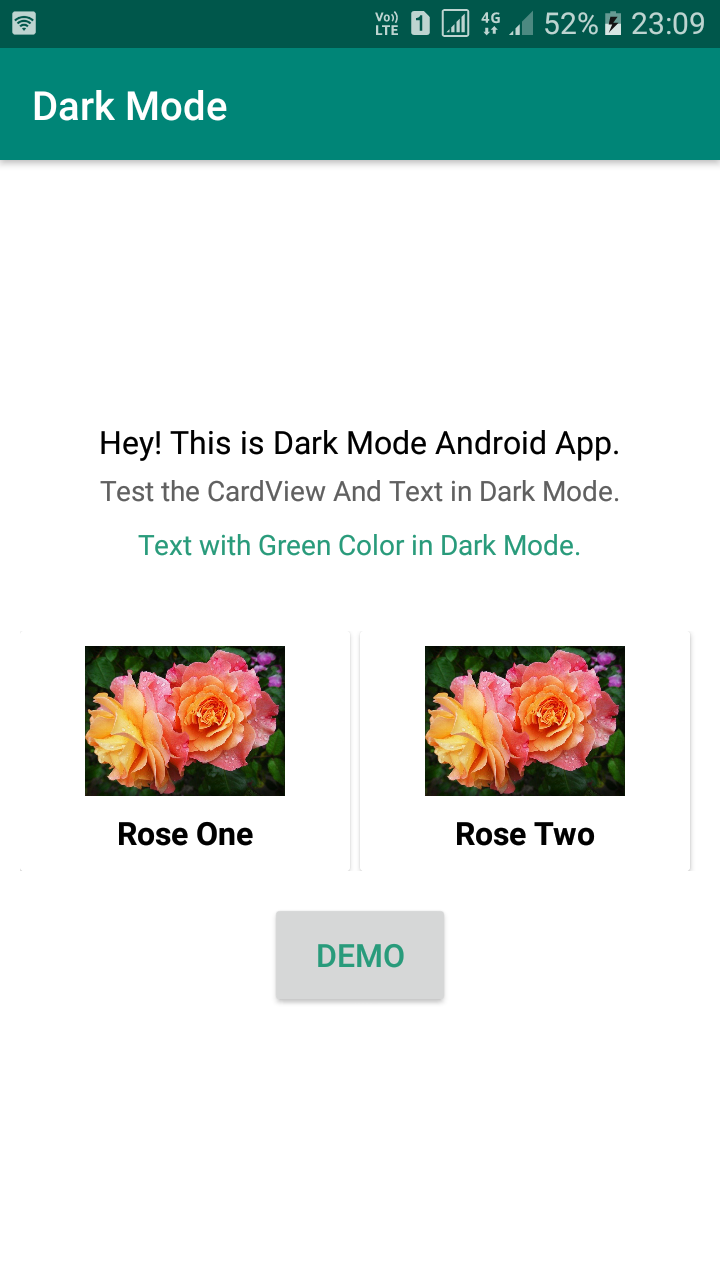 Vo)) LTE 1 4G 52% 23:09
Dark Mode
Hey! This is Dark Mode Android App.
Test the CardView And Text in Dark Mode.
Text with Green Color in Dark Mode.
Rose One Rose Two
DEMO